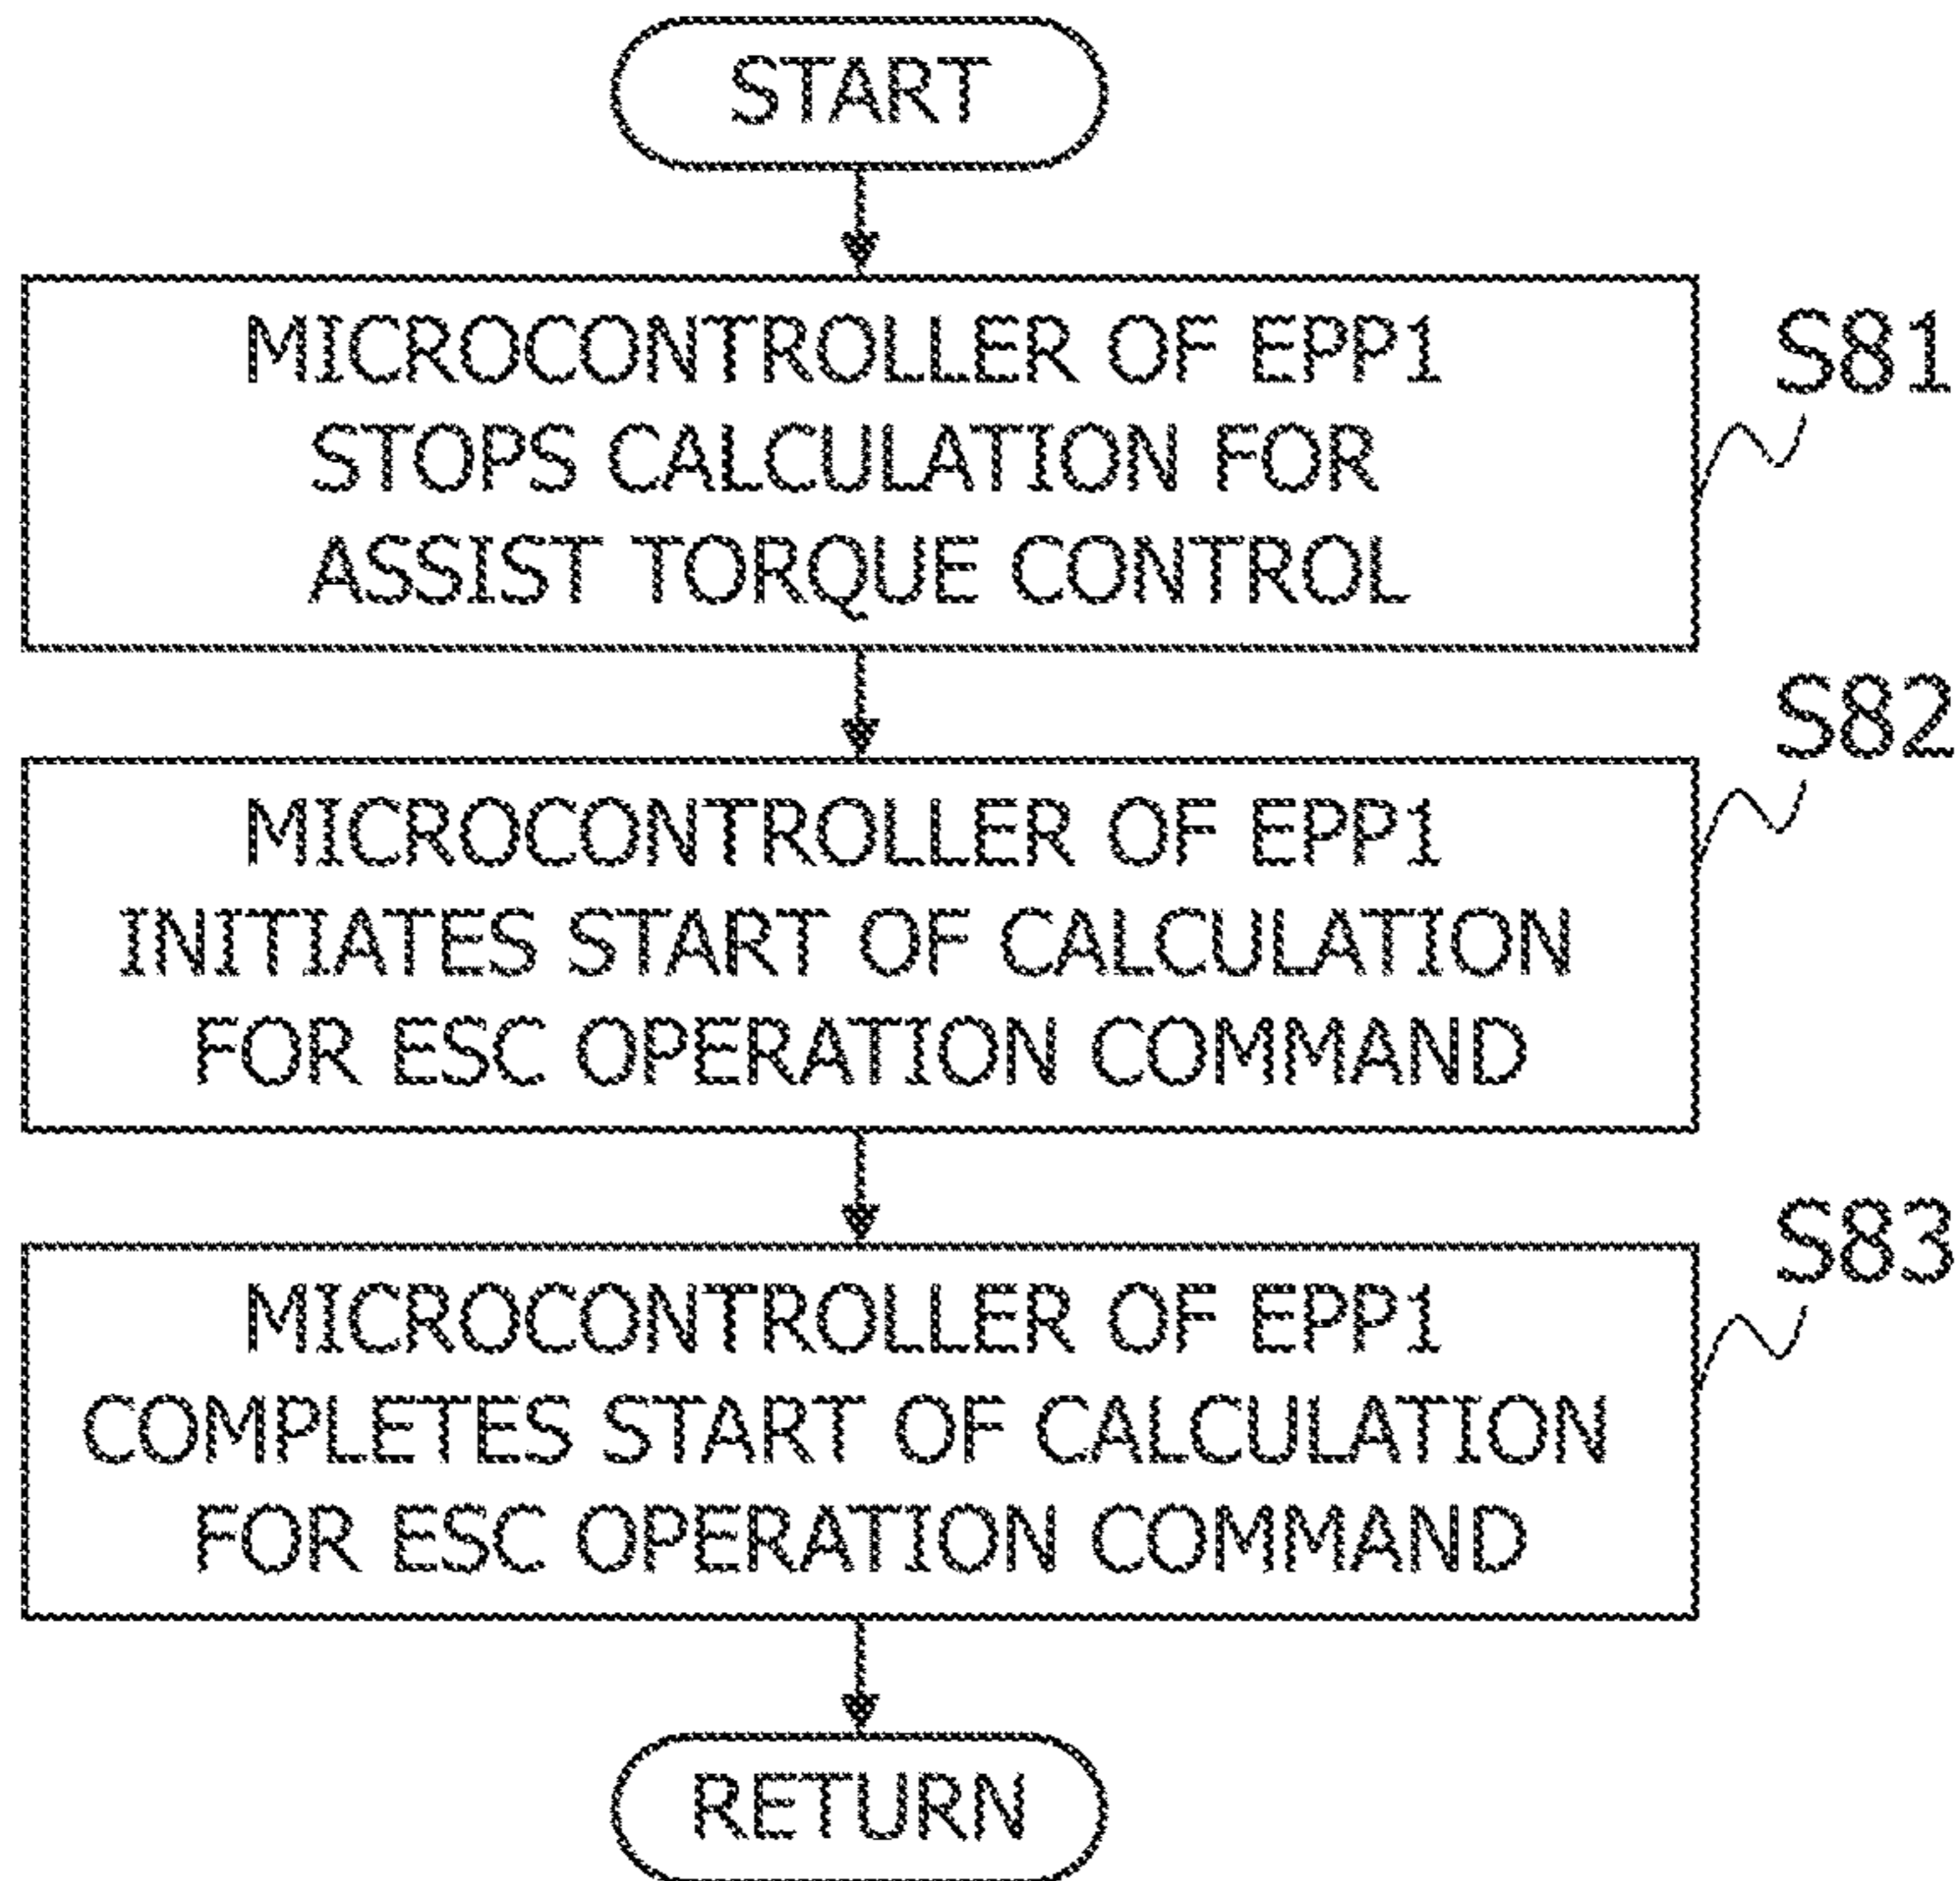 START
MICROCONTROLLER OF EPP1
STOPS CALCULATION FOR
ASSIST TORQUE CONTROL
S81
MICROCONTROLLER OF EPP1
INITIATES START OF CALCULATION
FOR ESC OPERATION COMMAND
S82
MICROCONTROLLER OF EPP1
COMPLETES START OF CALCULATION
FOR ESC OPERATION COMMAND
S83
RETURN